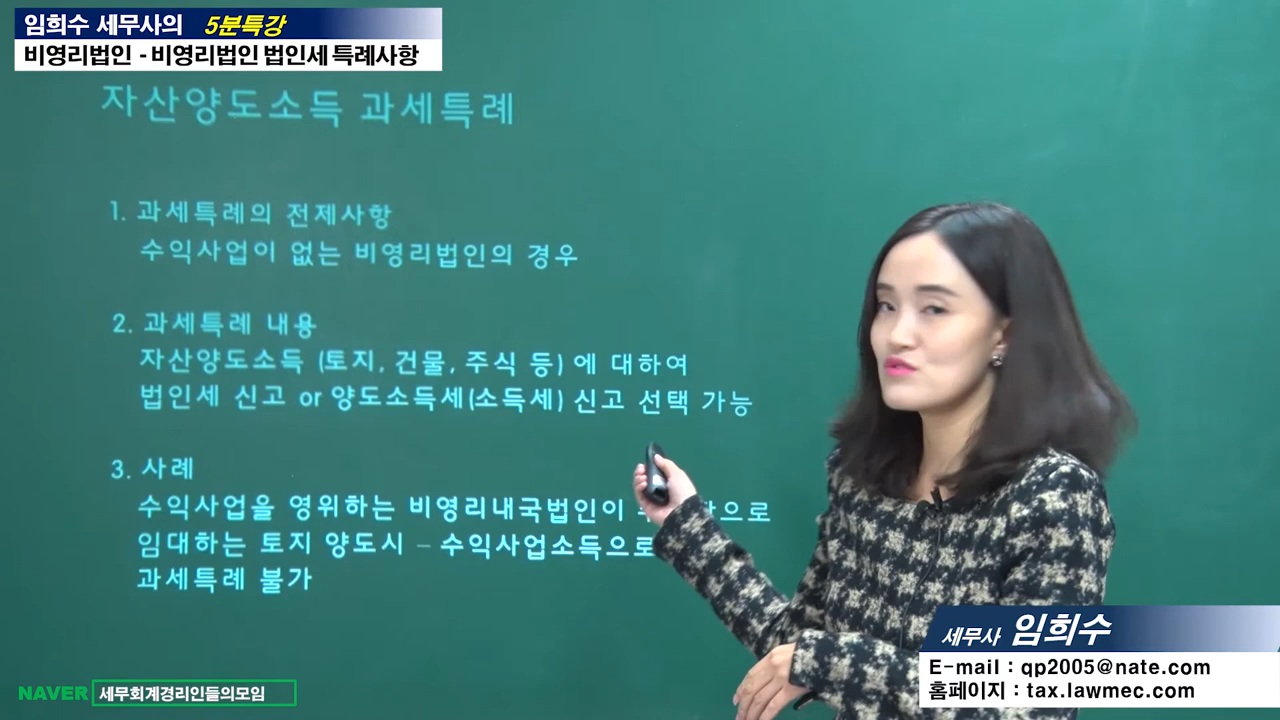 임희수 세무사의 5분특강
비영리법인 - 비영리법인 법인세 특례사항
자산양도소득 과세특례
1. 과세특례의 전제사항
수익사업이 없는 비영리법인의 경우
2. 과세특례 내용
자산양도소득 (토지, 건물, 주식 등) 에 대하여
법인세 신고 or 양도소득세(소득세) 신고 선택 가능
3. 사례
수익사업을 영위하는 비영리내국법인이 으로
임대하는 토지 양도시 – 수익사업소득으로
과세특례 불가
세무사 임희수
E-mail : qp2005@nate.com
홈페이지 : tax.lawmec.com
NAVER 세무회계경리인들의모임